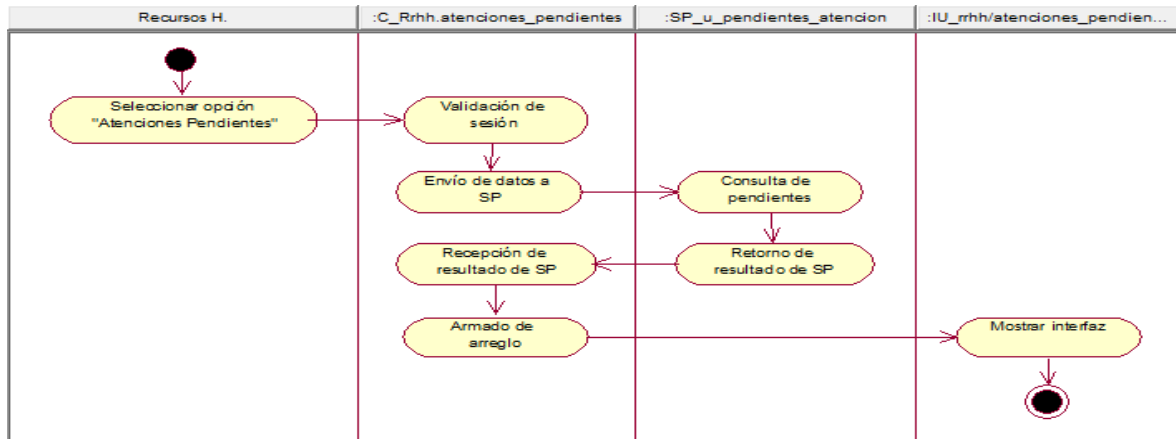 Recursos H.
:C_Rrhh.atenciones_pendientes
:SP_u_pendientes_atencion
:IU_rrhh/atenciones_pendien...
Seleccionar opción
"Atenciones Pendientes"
Validación de
sesión
Envío de datos a
SP
Consulta de
pendientes
Recepción de
resultado de SP
Retorno de
resultado de SP
Armado de
arreglo
Mostrar interfaz